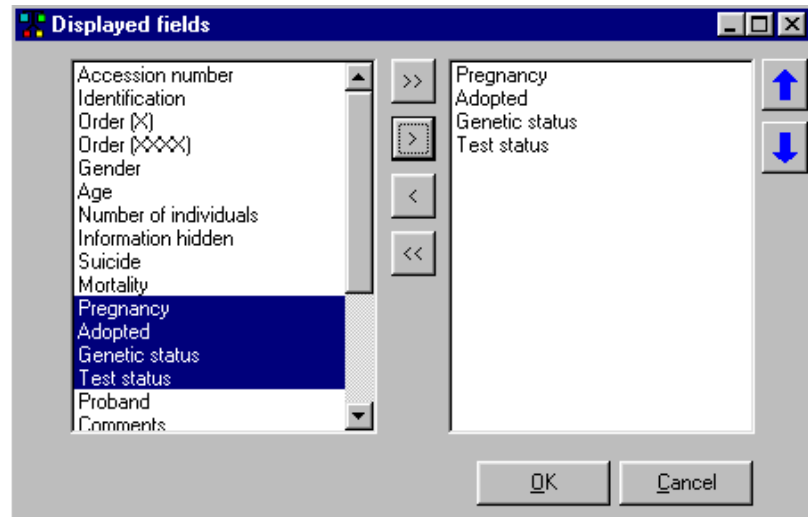 Displayed fields
Accession number
Identification
Order (X)
Order (XXXX)
Gender
Age
Number of individuals
Information hidden
Suicide
Mortality
Pregnancy
Adopted
Genetic status
Test status
Proband
Comments
>>
>
<
<<
Pregnancy
Adopted
Genetic status
Test status
OK
Cancel